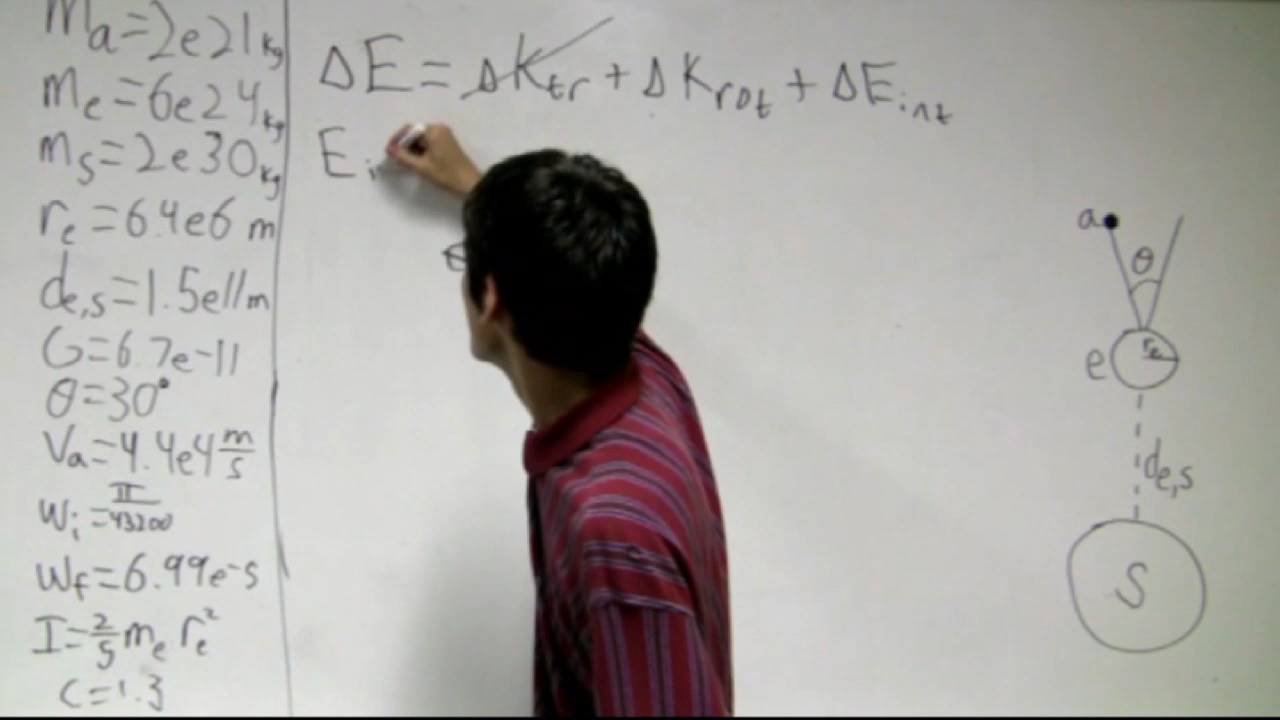 ma=2e21kg
me=6e24kg
ms=2e30kg
re=6.4e6 m
de,s=1.5e11m
G=6.7e-11
θ=30°
Va=4.4e4 m/s
Wi=π/43200
Wf=6.99e-5
I=2/5 me re²
C=1.3
ΔE=ΔKtr+ΔKrot+ΔEint
Ei
a
θ
re
e
de,s
S